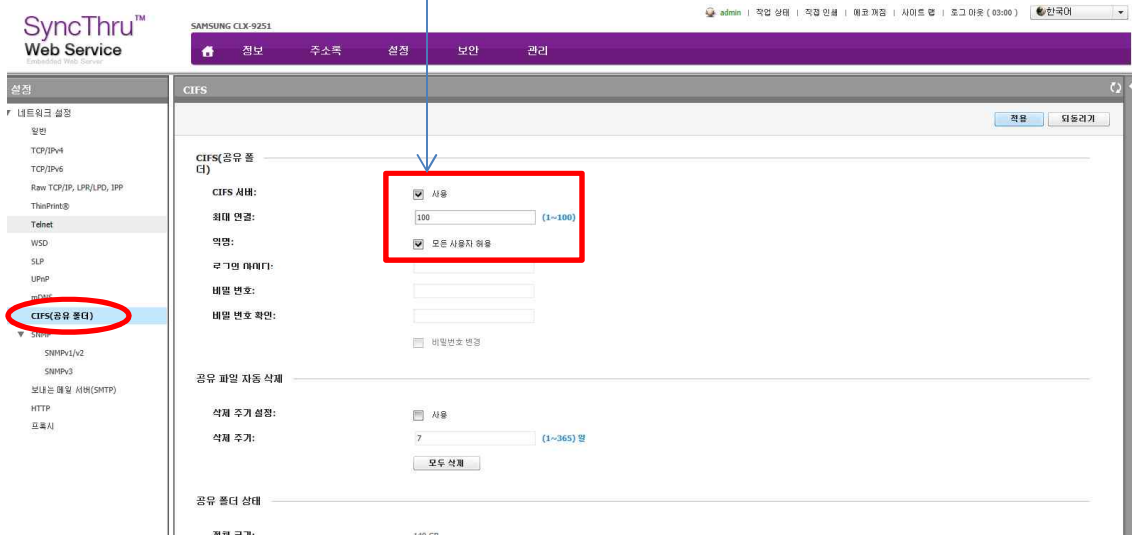 SyncThru™
Web Service
Embedded Web Server
SAMSUNG CLX-9251
admin | 작업 상태 | 직접 인쇄 | 에코 꺼짐 | 사이트 맵 | 로그 아웃 ( 03:00 )
한국어
정보 주소록 설정 보안 관리
설정
네트워크 설정
일반
TCP/IPv4
TCP/IPv6
Raw TCP/IP, LPR/LPD, IPP
ThinPrint®
Telnet
WSD
SLP
UPnP
mDNS
CIFS(공유 폴더)
SNMP
SNMPv1/v2
SNMPv3
보내는 메일 서버(SMTP)
HTTP
프록시
CIFS
적용 되돌리기
CIFS(공유 폴
더)
CIFS 서버: 사용
최대 연결: 100 (1~100)
익명: 모든 사용자 허용
로그인 아이디:
비밀 번호:
비밀 번호 확인:
비밀번호 변경
공유 파일 자동 삭제
삭제 주기 설정: 사용
삭제 주기: 7 (1~365) 일
모두 삭제
공유 폴더 상태
전체 크기: